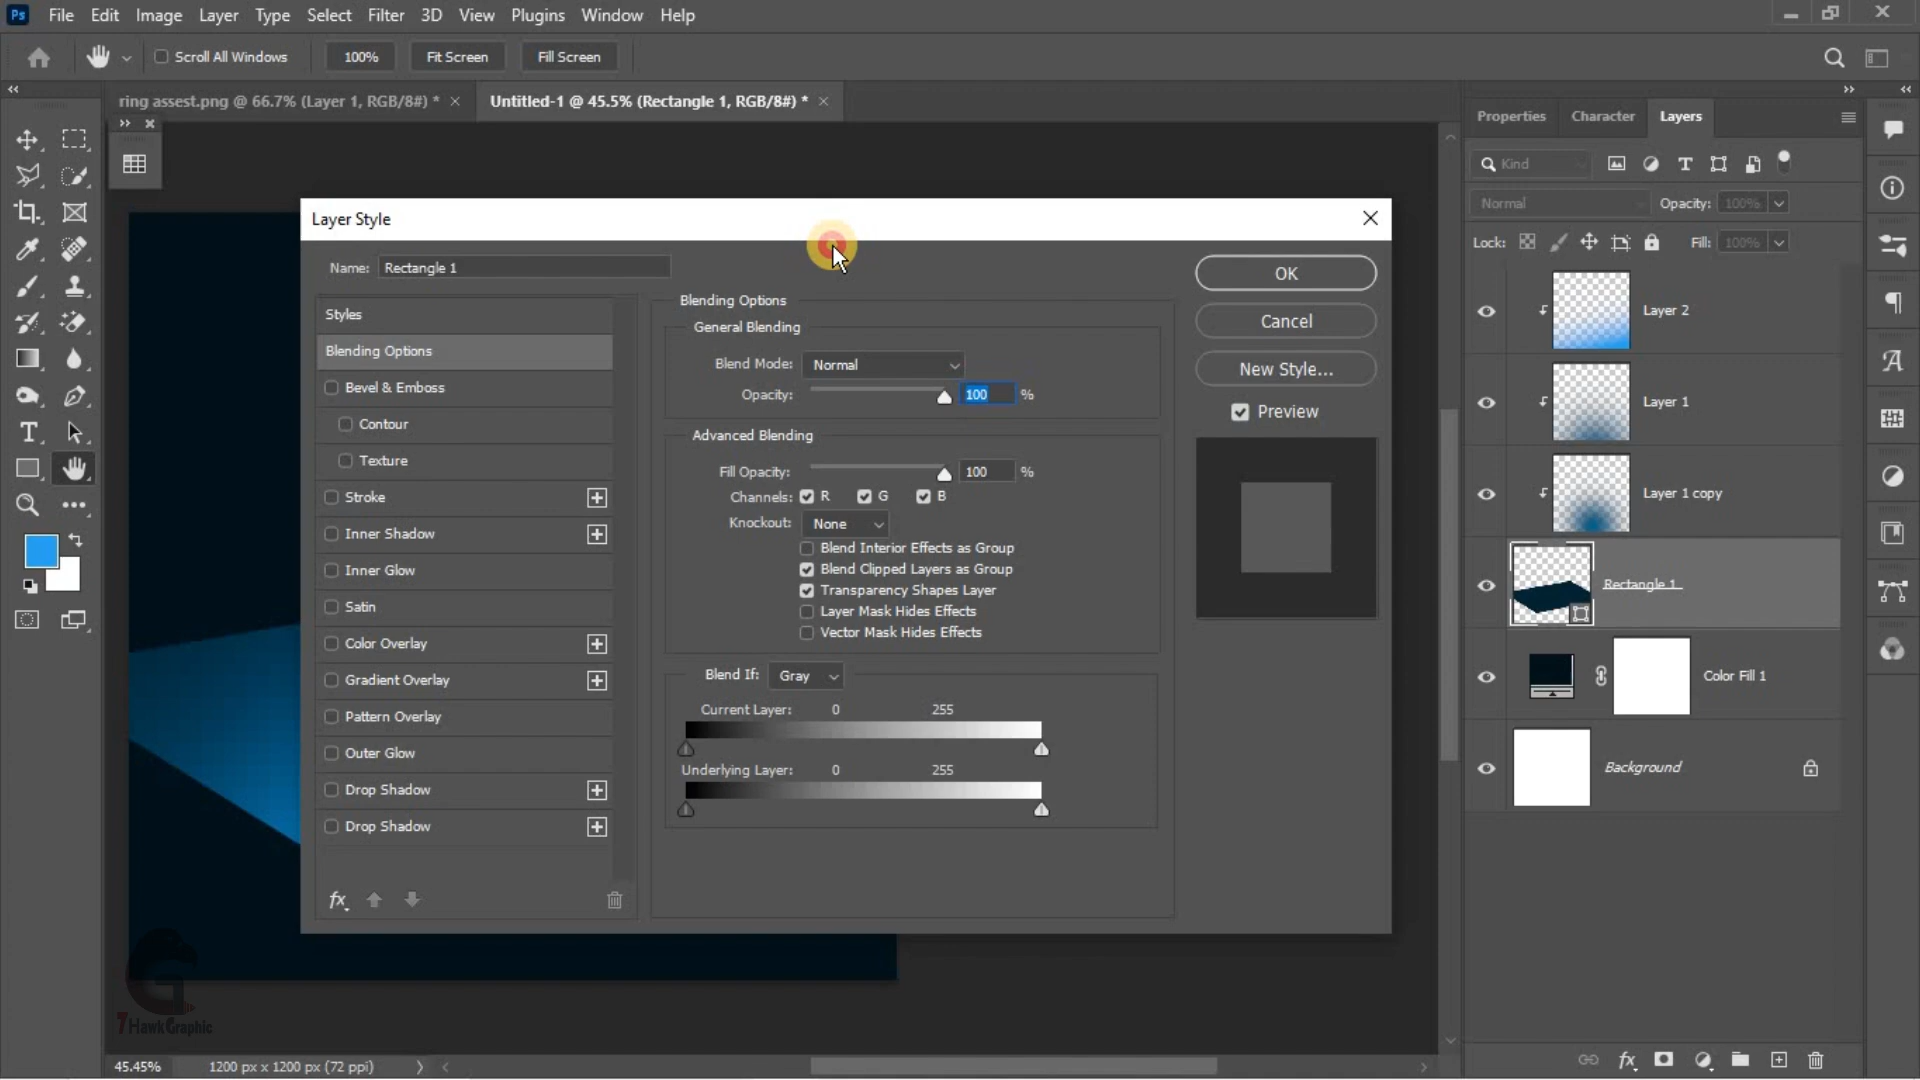 Ps File Edit Image Layer Type Select Filter 3D View Plugins Window Help
Scroll All Windows 100% Fit Screen Fill Screen
ring assest.png @ 66.7% (Layer 1, RGB/8#) * Untitled-1 @ 45.5% (Rectangle 1, RGB/8#) *
Layer Style
Name: Rectangle 1
Styles
Blending Options
Bevel & Emboss
Contour
Texture
Stroke
Inner Shadow
Inner Glow
Satin
Color Overlay
Gradient Overlay
Pattern Overlay
Outer Glow
Drop Shadow
Drop Shadow
fx
Blending Options
General Blending
Blend Mode: Normal
Opacity: 100 %
Advanced Blending
Fill Opacity: 100 %
Channels: R G B
Knockout: None
Blend Interior Effects as Group
Blend Clipped Layers as Group
Transparency Shapes Layer
Layer Mask Hides Effects
Vector Mask Hides Effects
Blend If: Gray
Current Layer: 0 255
Underlying Layer: 0 255
OK
Cancel
New Style...
Preview
Properties Character Layers
Kind
Normal Opacity: 100%
Lock: Fill: 100%
Layer 2
Layer 1
Layer 1 copy
Rectangle 1
Color Fill 1
Background
fx
7HawkGraphic
45.45% 1200 px x 1200 px (72 ppi)